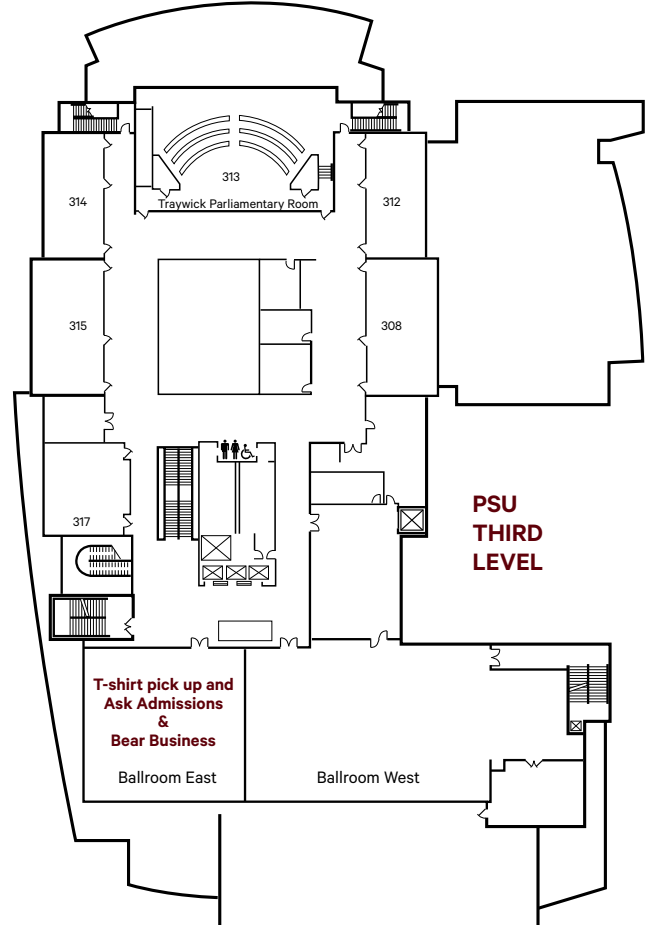 313
Traywick Parliamentary Room
314
312
315
308
317
PSU
THIRD
LEVEL
T-shirt pick up and
Ask Admissions
&
Bear Business
Ballroom East
Ballroom West